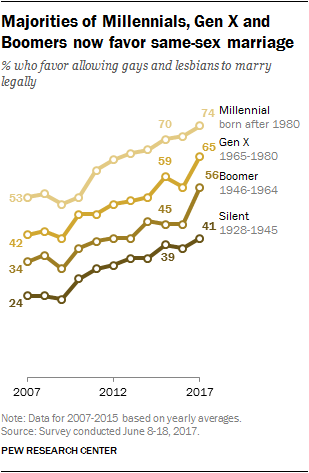 Majorities of Millennials, Gen X and
Boomers now favor same-sex marriage
% who favor allowing gays and lesbians to marry
legally
74
Millennial
born after 1980
70
Gen X
65
1965-1980
59
56
Boomer
1946-1964
53
45
Silent
41
1928-1945
42
39
34
24
2007
2012
2017
Note: Data for 2007-2015 based on yearly averages.
Source: Survey conducted June 8-18, 2017.
PEW RESEARCH CENTER